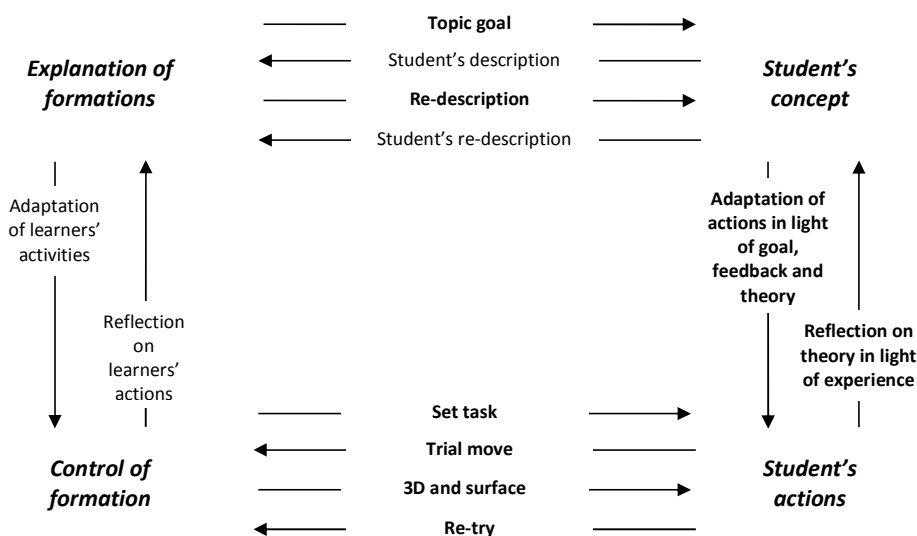 Topic goal
Student’s description
Explanation of
formations
Re-description
Student’s re-description
Student’s
concept
Adaptation
of learners’
activities
Reflection
on
learners’
actions
Adaptation of
actions in light
of goal,
feedback and
theory
Reflection on
theory in light
of experience
Set task
Trial move
Control of
formation
3D and surface
Re-try
Student’s
actions